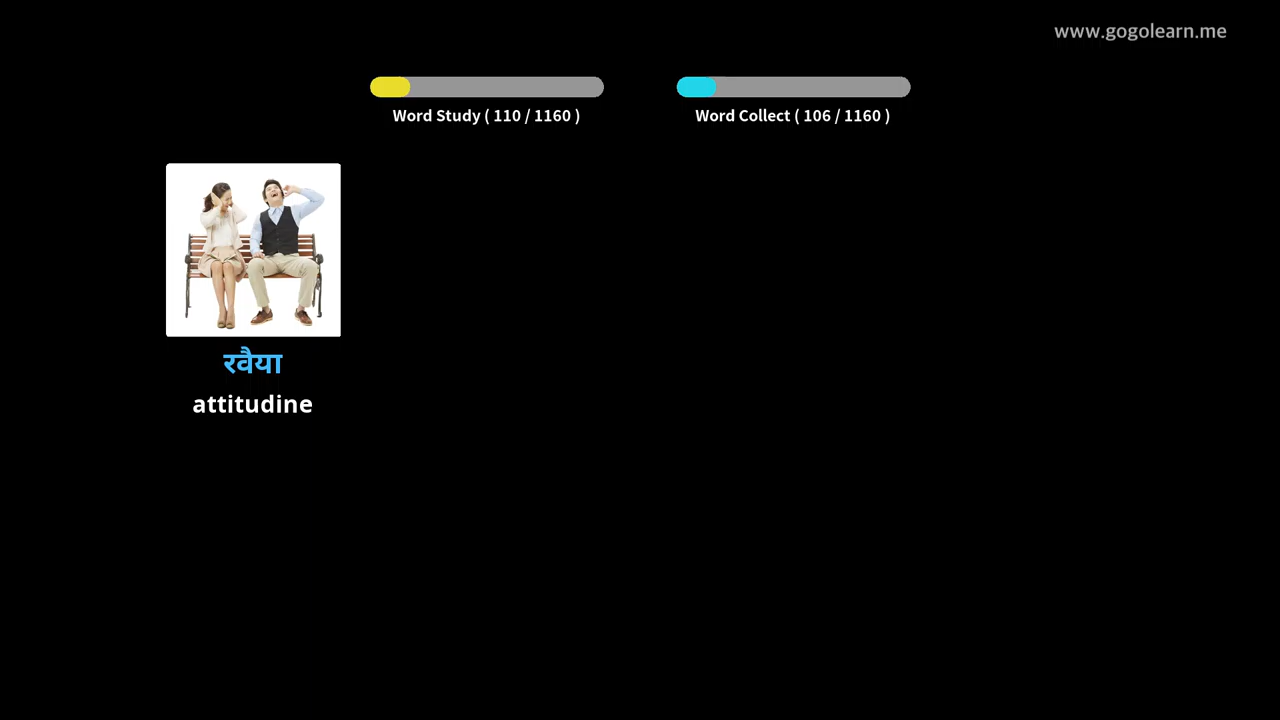 www.gogolearn.me
Word Study ( 110 / 1160 )
Word Collect ( 106 / 1160 )
रवैया
attitudine